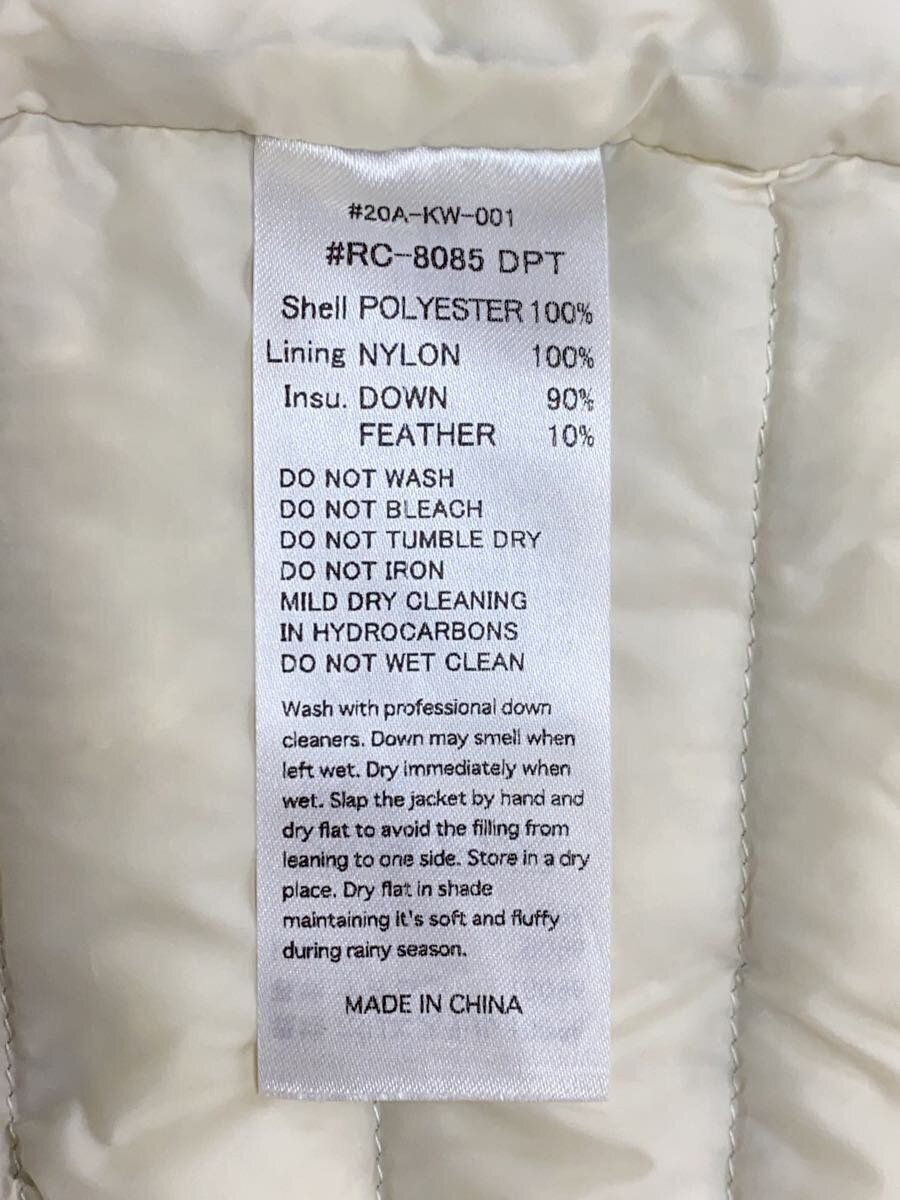 #20A-KW-001
#RC-8085 DPT
Shell POLYESTER 100%
Lining NYLON 100%
Insu. DOWN 90%
FEATHER 10%
DO NOT WASH
DO NOT BLEACH
DO NOT TUMBLE DRY
DO NOT IRON
MILD DRY CLEANING
IN HYDROCARBONS
DO NOT WET CLEAN
Wash with professional down
cleaners. Down may smell when
left wet. Dry immediately when
wet. Slap the jacket by hand and
dry flat to avoid the filling from
leaning to one side. Store in a dry
place. Dry flat in shade
maintaining it's soft and fluffy
during rainy season.
MADE IN CHINA